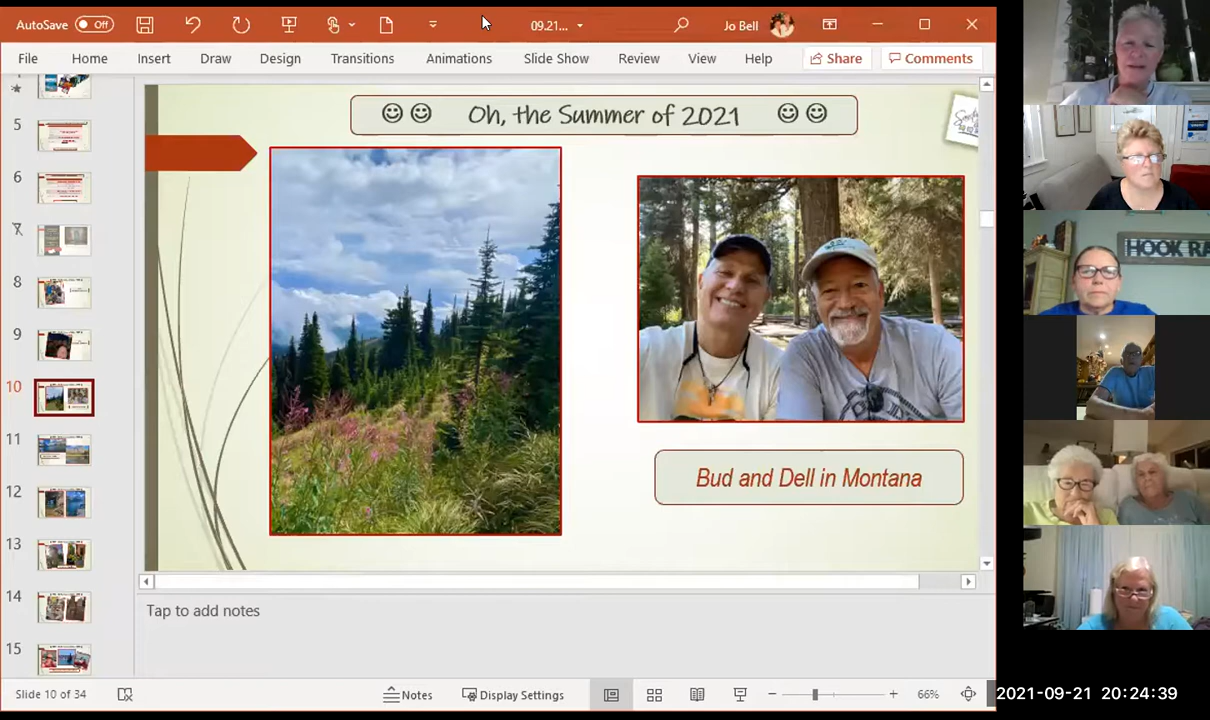 AutoSave Off
09.21...
Jo Bell
File Home Insert Draw Design Transitions Animations Slide Show Review View Help Share Comments
5
6
7
8
9
10
11
12
13
14
15
Oh, the Summer of 2021
Bud and Dell in Montana
HOOK RA
Tap to add notes
Slide 10 of 34
Notes
Display Settings
66%
2021-09-21 20:24:39